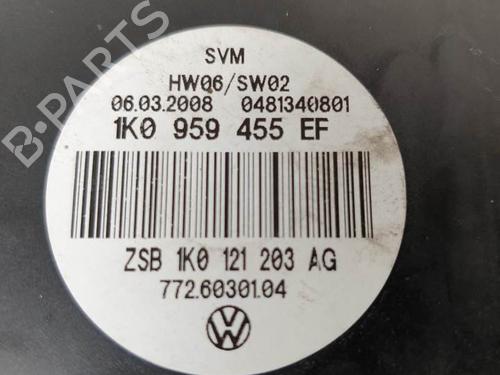 SVM
HW06/SW02
06.03.2008 0481340801
1K0 959 455 EF
ZSB 1K0 121 203 AG
772.60301.04
B-PARTS